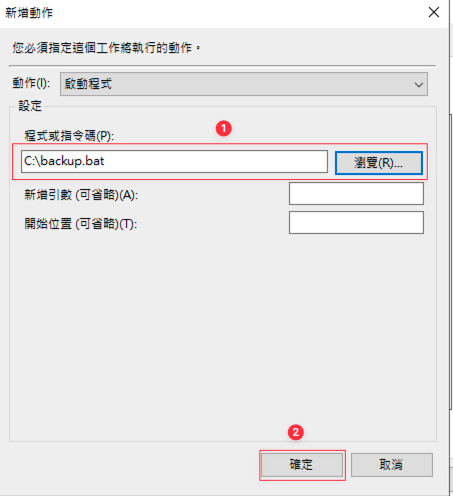 新增動作
您必須指定這個工作將執行的動作。
動作(I): 啟動程式
設定
1
程式或指令碼(P):
C:\backup.bat 瀏覽(R)...
新增引數 (可省略)(A):
開始位置 (可省略)(T):
2
確定 取消